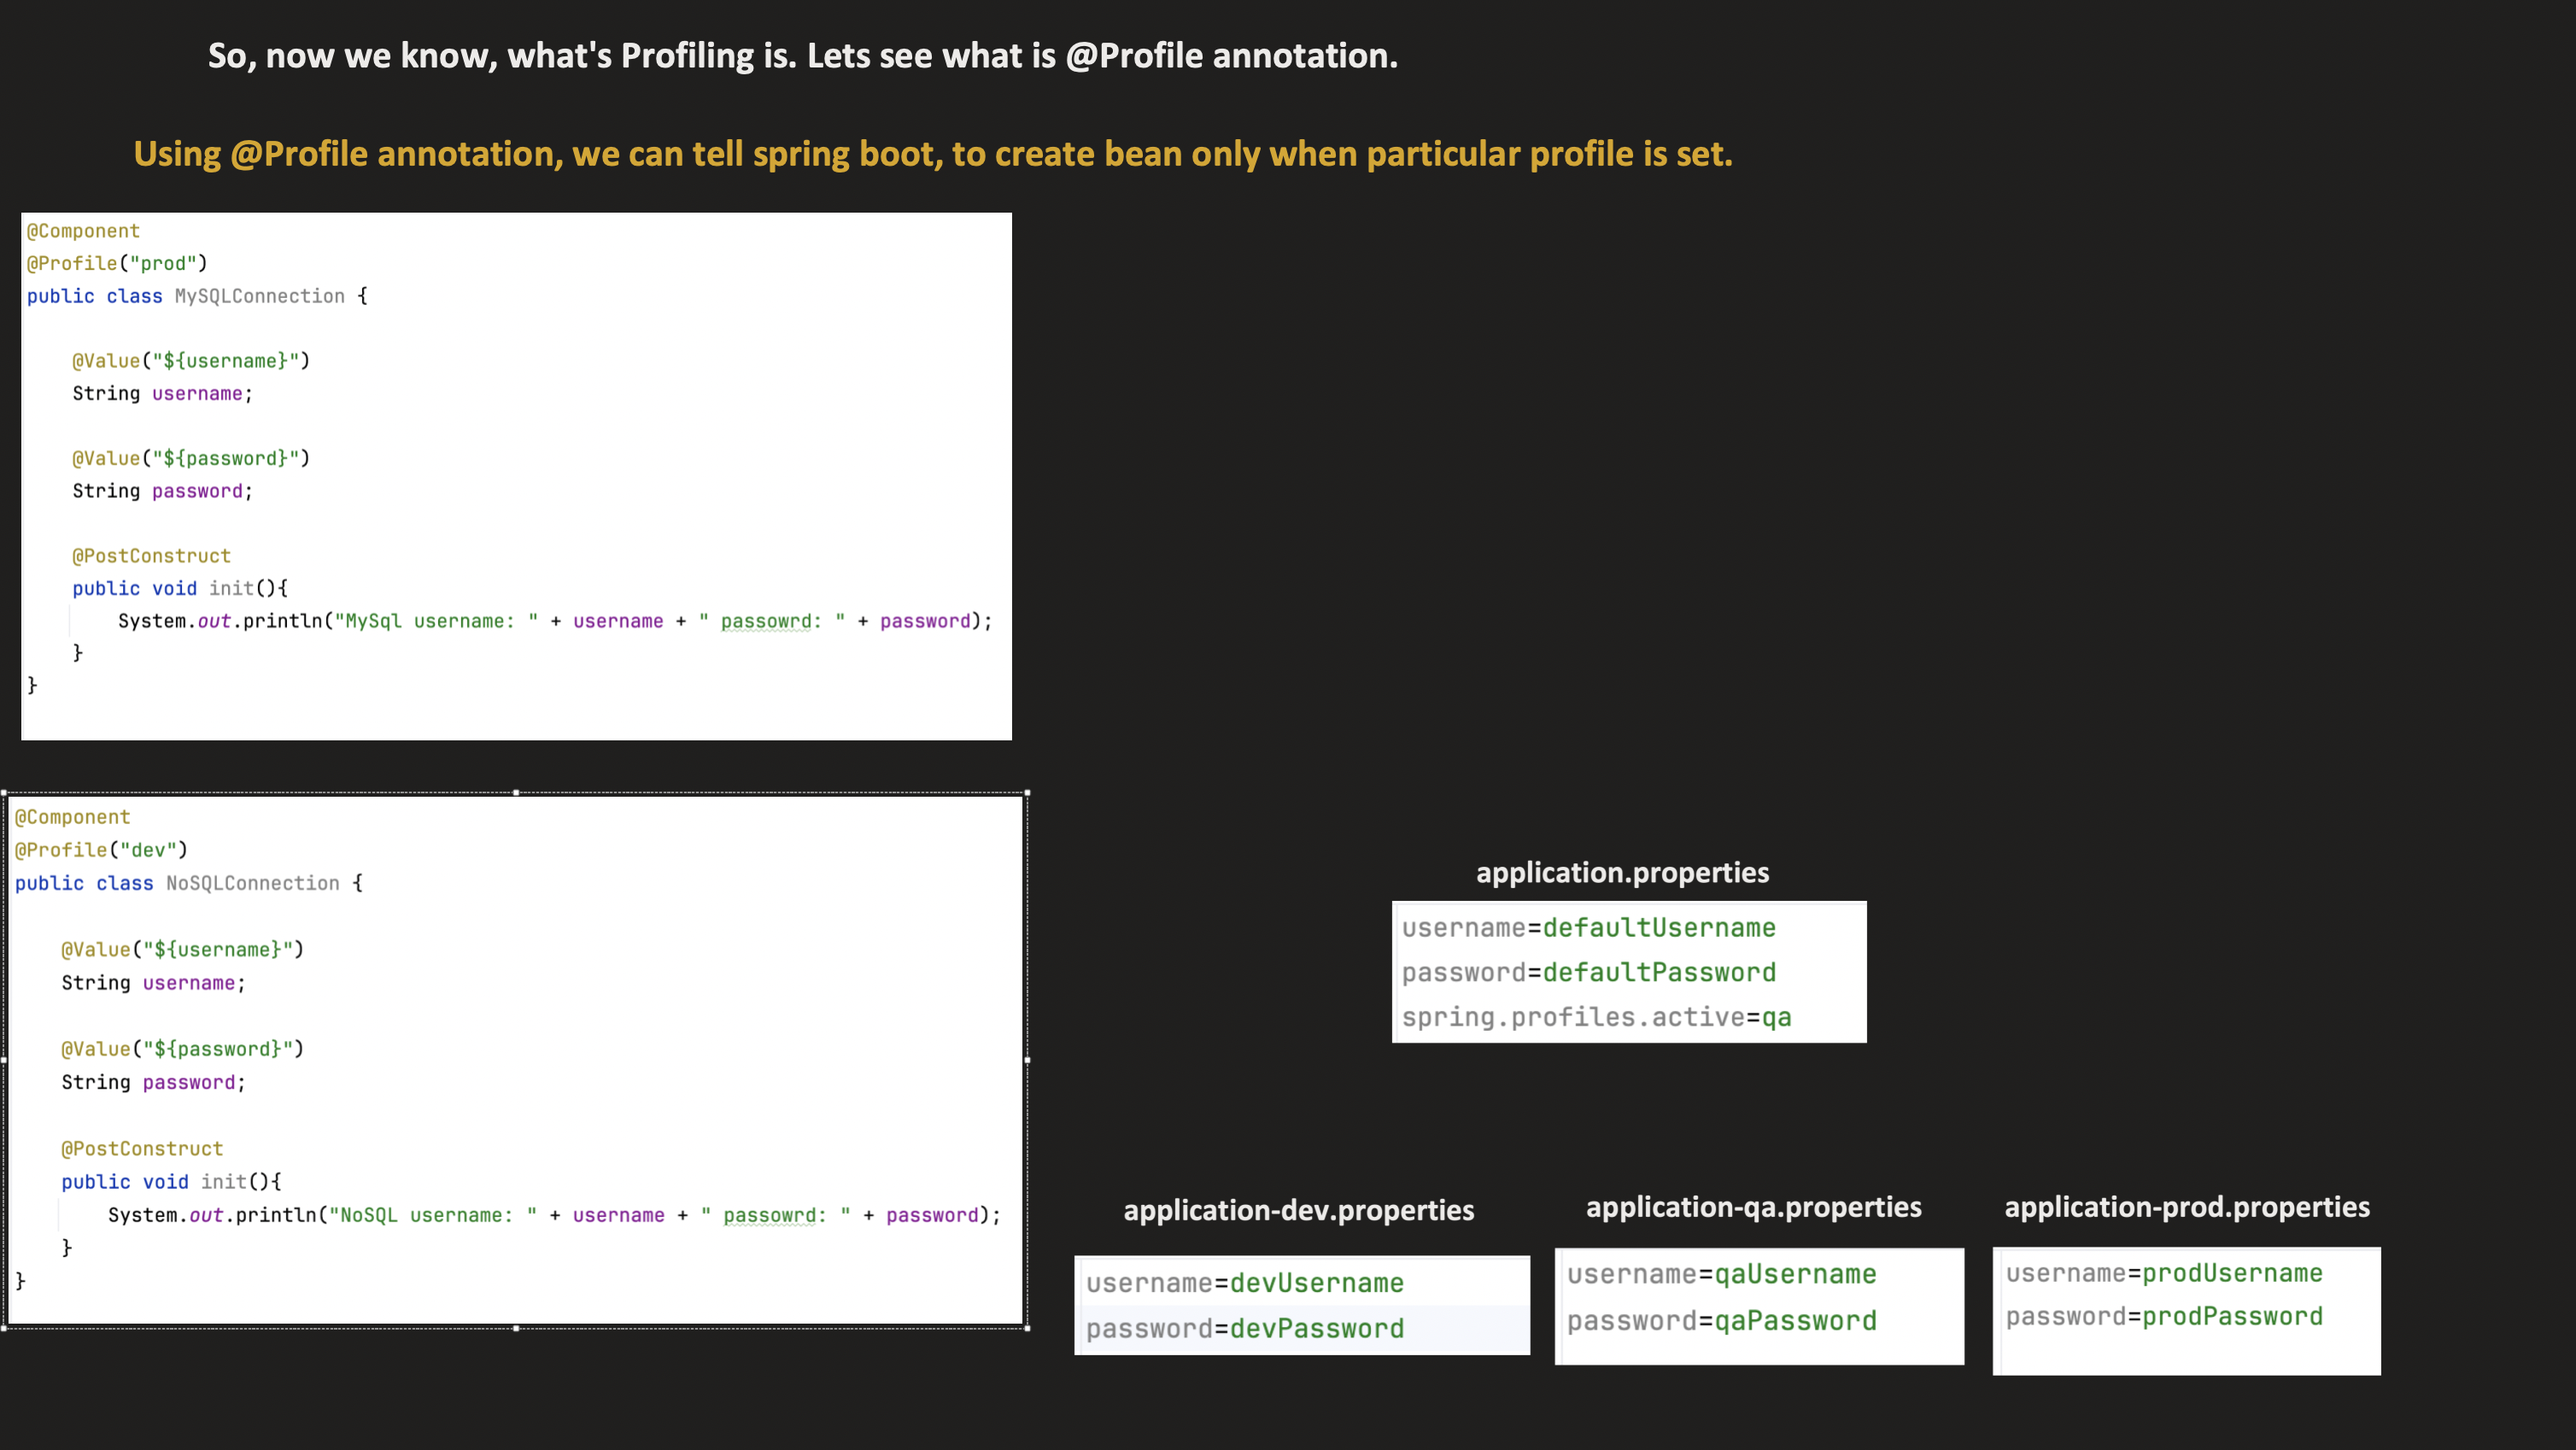 So, now we know, what's Profiling is. Lets see what is @Profile annotation.
Using @Profile annotation, we can tell spring boot, to create bean only when particular profile is set.
@Component
@Profile("prod")
public class MySQLConnection {
@Value("${username}")
String username;
@Value("${password}")
String password;
@PostConstruct
public void init(){
System.out.println("MySql username: " + username + " passowrd: " + password);
}
}
@Component
@Profile("dev")
public class NoSQLConnection {
@Value("${username}")
String username;
@Value("${password}")
String password;
@PostConstruct
public void init(){
System.out.println("NoSQL username: " + username + " passowrd: " + password);
}
}
application.properties
username=defaultUsername
password=defaultPassword
spring.profiles.active=qa
application-dev.properties
username=devUsername
password=devPassword
application-qa.properties
username=qaUsername
password=qaPassword
application-prod.properties
username=prodUsername
password=prodPassword